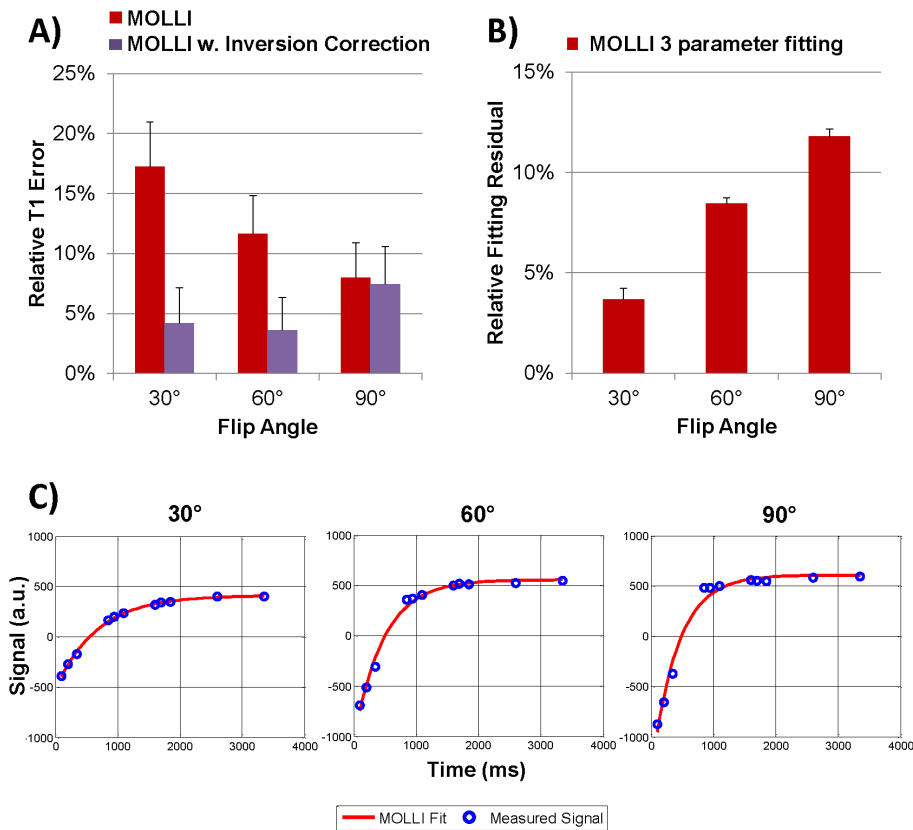 A)
MOLLI
MOLLI w. Inversion Correction
25%
20%
15%
10%
5%
0%
Relative T1 Error
30° 60° 90°
Flip Angle
B)
MOLLI 3 parameter fitting
15%
10%
5%
0%
Relative Fitting Residual
30° 60° 90°
Flip Angle
C)
30° 60° 90°
Signal (a.u.)
1000
500
0
-500
-1000
0 1000 2000 3000 4000
1000
500
0
-500
-1000
0 1000 2000 3000 4000
1000
500
0
-500
-1000
0 1000 2000 3000 4000
Time (ms)
MOLLI Fit Measured Signal